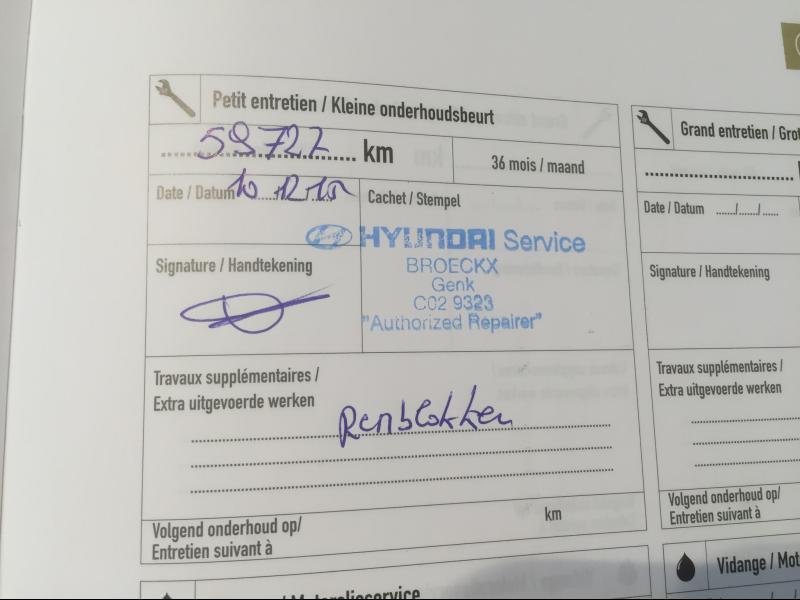 Petit entretien / Kleine onderhoudsbeurt
59722 km
36 mois / maand
Date / Datum 10 12 15
Cachet / Stempel
HYUNDAI Service
BROECKX
Genk
C02 9323
"Authorized Repairer"
Signature / Handtekening
Travaux supplémentaires /
Extra uitgevoerde werken
Remblokken
km
Volgend onderhoud op/
Entretien suivant à
Grand entretien / Gro
Date / Datum ....../....../......
Signature / Handtekening
Travaux supplémentaires/
Extra uitgevoerde werken
Volgend onderhoud op/
Entretien suivant à
Vidange / Mot